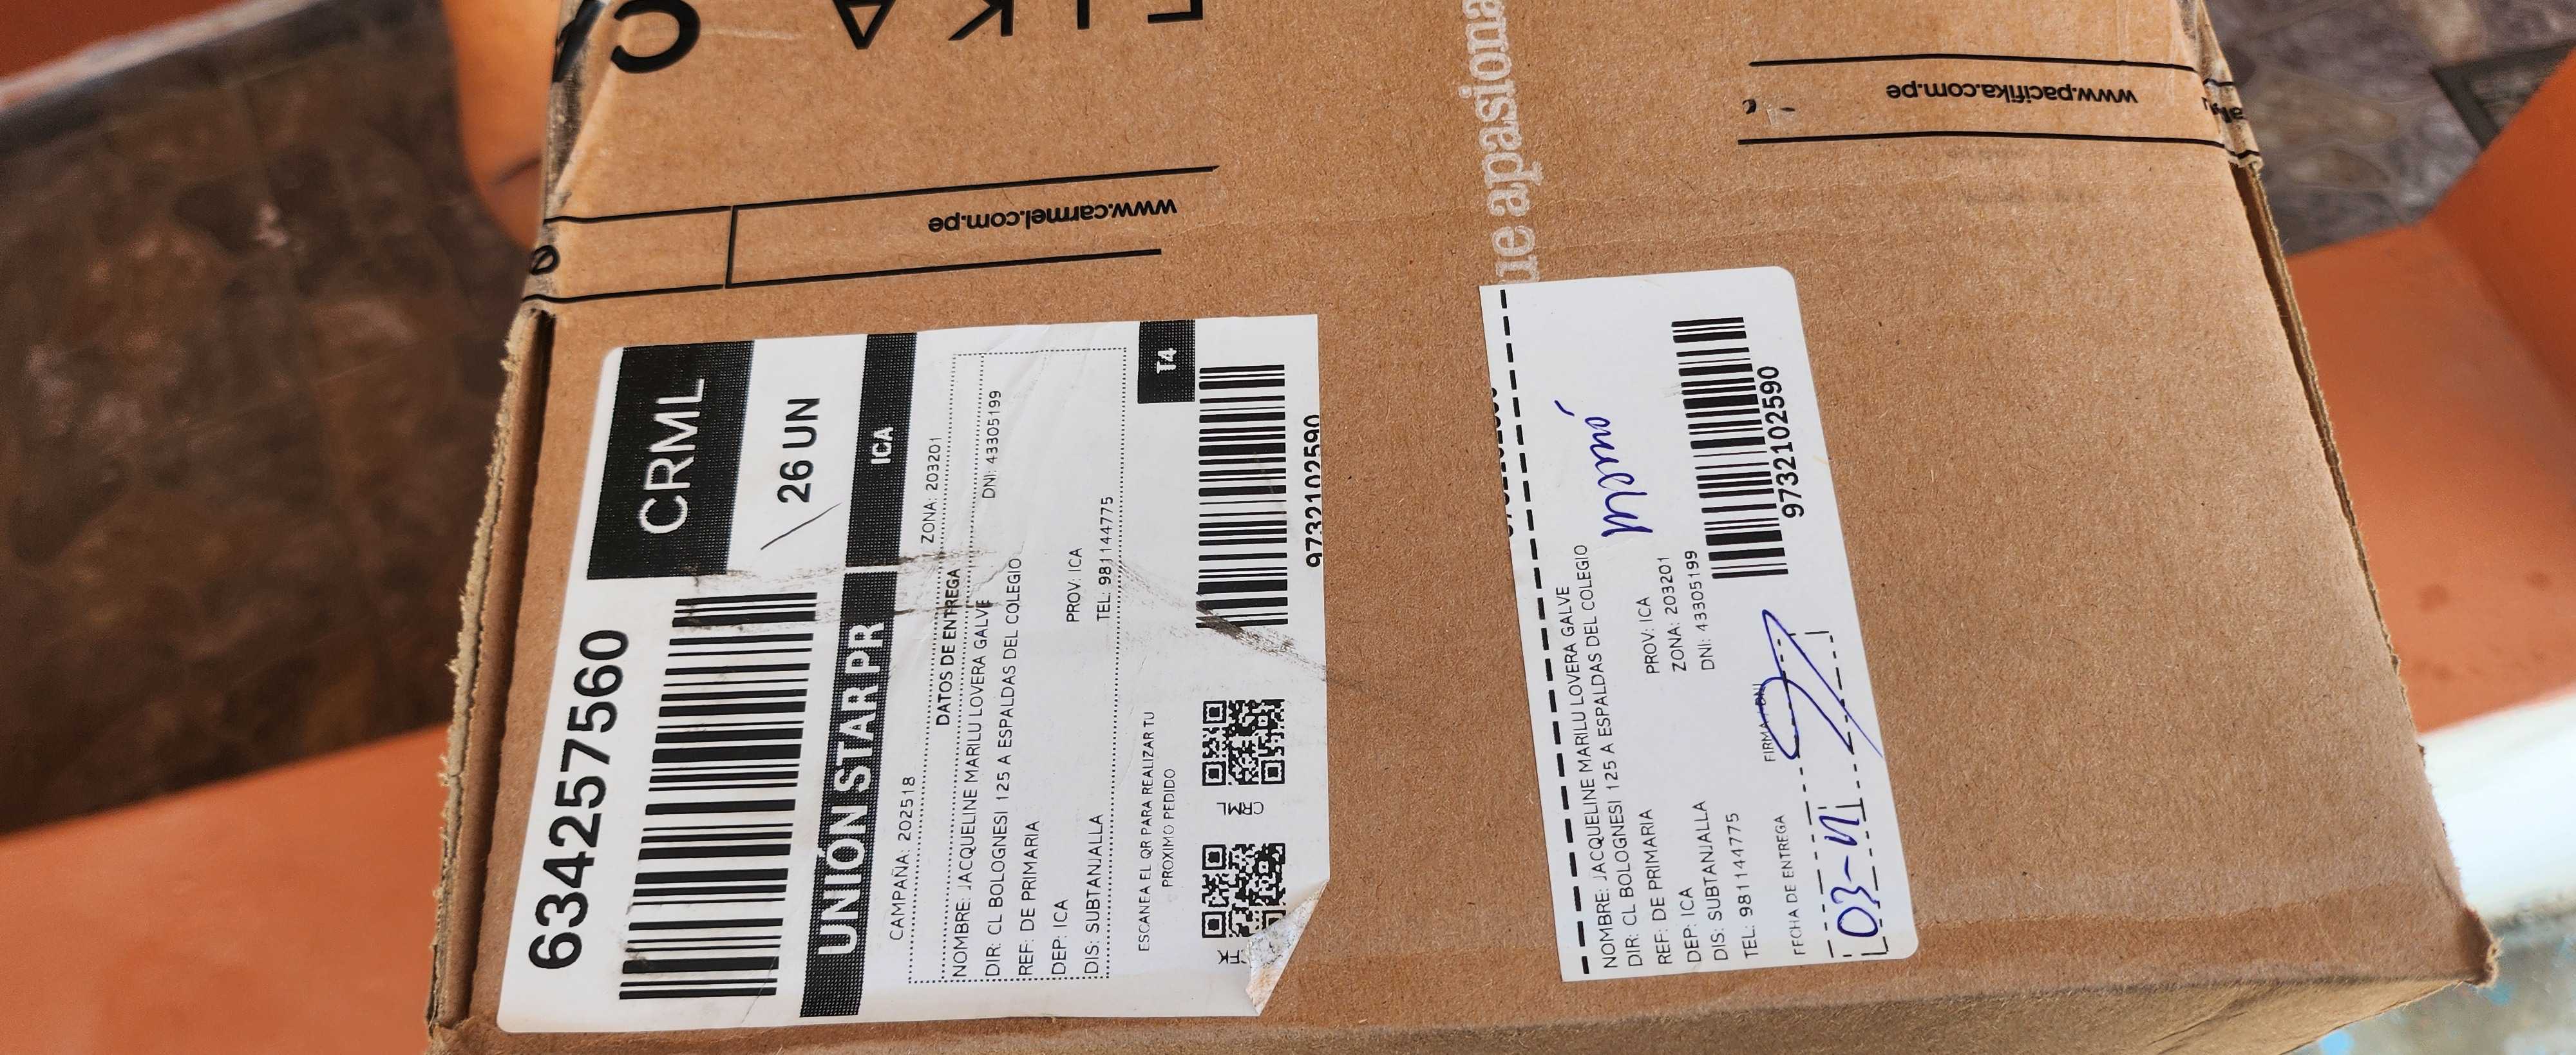 www.carmel.com.pe
www.pacifika.com.pe
ue apasiona
634257560
CRML
26 UN
UNIÓN STAR PR
ICA
CAMPAÑA: 202518
ZONA: 203201
DATOS DE ENTREGA
NOMBRE: JACQUELINE MARILU LOVERA GALVE
DNI: 43305199
DIR: CL BOLOGNESI 125 A ESPALDAS DEL COLEGIO
REF: DE PRIMARIA
DEP: ICA
PROV: ICA
DIS: SUBTANJALLA
TEL: 981144775
T4
ESCANEA EL QR PARA REALIZAR TU
PROXIMO PEDIDO
CRML
9732102590
NOMBRE: JACQUELINE MARILU LOVERA GALVE
DIR: CL BOLOGNESI 125 A ESPALDAS DEL COLEGIO
REF: DE PRIMARIA
DEP: ICA
PROV: ICA
DIS: SUBTANJALLA
ZONA: 203201
TEL: 981144775
DNI: 43305199
9732102590
FECHA DE ENTREGA
FIRMA / DNI